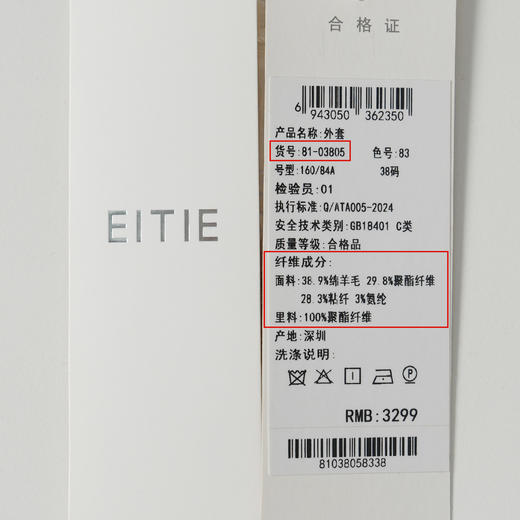 EITIE
合格证
6 943050 362350
产品名称:外套
货号:81-03805 色号:83
号型:160/84A 38码
检验员:01
执行标准:Q/ATA005-2024
安全技术类别:GB18401 C类
质量等级:合格品
纤维成分:
面料:38.9%绵羊毛 29.8%聚酯纤维
28.3%粘纤 3%氨纶
里料:100%聚酯纤维
产地:深圳
洗涤说明:
P
RMB:3299
81038058338